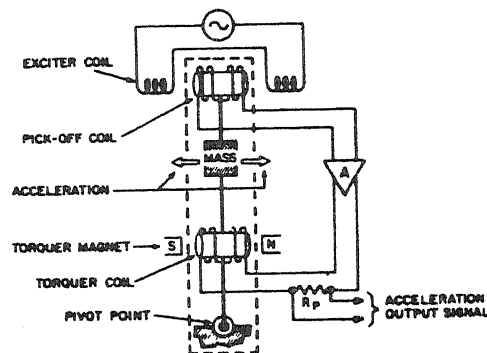 EXCITER COIL
PICK-OFF COIL
MASS
ACCELERATION
A
TORQUER MAGNET
S
N
TORQUER COIL
Rp
ACCELERATION
OUTPUT SIGNAL
PIVOT POINT